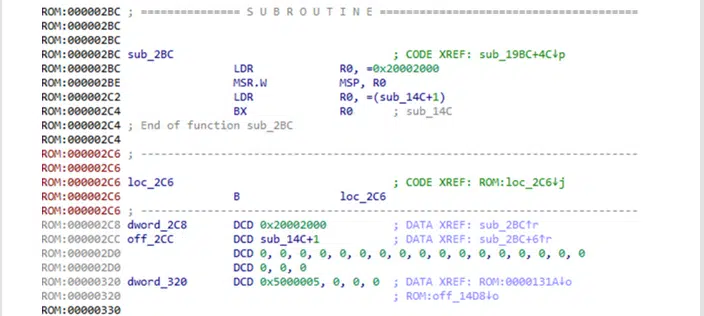 ROM:000002BC ; =============== S U B R O U T I N E =======================================
ROM:000002BC
ROM:000002BC
ROM:000002BC sub_2BC ; CODE XREF: sub_19BC+4C↓p
ROM:000002BC LDR R0, =0x20002000
ROM:000002BE MSR.W MSP, R0
ROM:000002C2 LDR R0, =(sub_14C+1)
ROM:000002C4 BX R0 ; sub_14C
ROM:000002C4 ; End of function sub_2BC
ROM:000002C4
ROM:000002C6 ; ---------------------------------------------------------------------------
ROM:000002C6
ROM:000002C6 loc_2C6 ; CODE XREF: ROM:loc_2C6↓j
ROM:000002C6 B loc_2C6
ROM:000002C6 ; ---------------------------------------------------------------------------
ROM:000002C8 dword_2C8 DCD 0x20002000 ; DATA XREF: sub_2BC↑r
ROM:000002CC off_2CC DCD sub_14C+1 ; DATA XREF: sub_2BC+6↑r
ROM:000002D0 DCD 0, 0, 0, 0, 0, 0, 0, 0, 0, 0, 0, 0, 0, 0, 0, 0, 0
ROM:000002D0 DCD 0, 0, 0
ROM:00000320 dword_320 DCD 0x5000005, 0, 0, 0 ; DATA XREF: ROM:0000131A↓o
ROM:00000320 ; ROM:off_14D8↓o
ROM:00000330